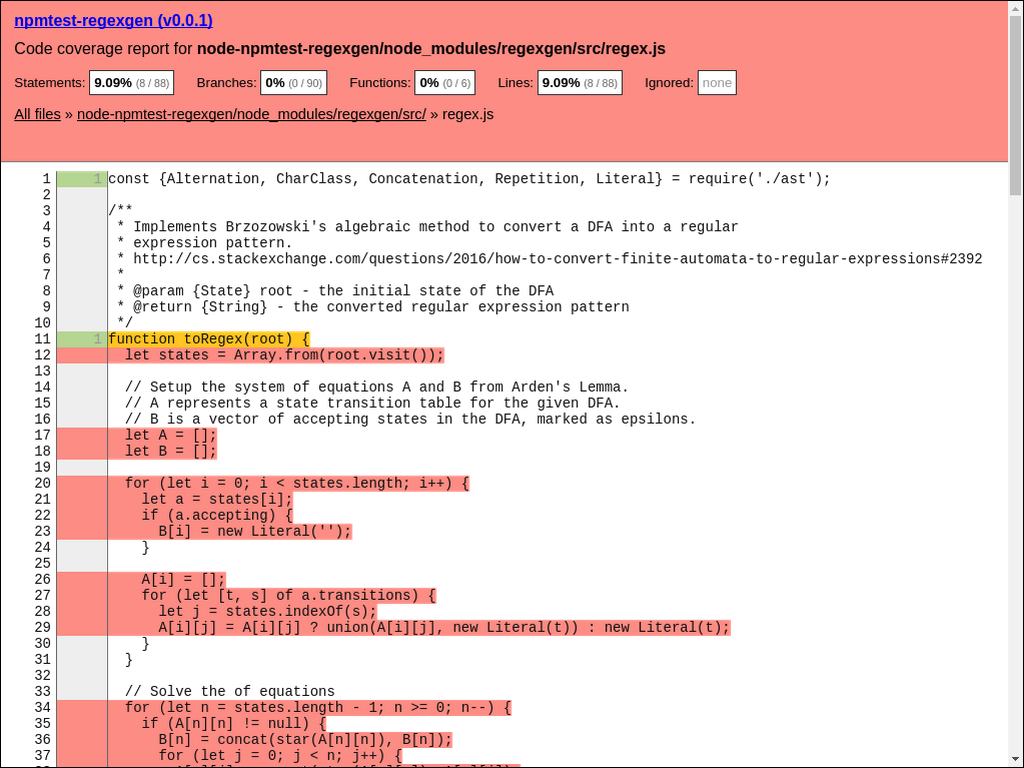 npmtest-regexgen (v0.0.1)
Code coverage report for node-npmtest-regexgen/node_modules/regexgen/src/regex.js
Statements: 9.09% (8 / 88) Branches: 0% (0 / 90) Functions: 0% (0 / 6) Lines: 9.09% (8 / 88) Ignored: none
All files » node-npmtest-regexgen/node_modules/regexgen/src/ » regex.js
1 1 const {Alternation, CharClass, Concatenation, Repetition, Literal} = require('./ast');
2
3 /**
4  * Implements Brzozowski's algebraic method to convert a DFA into a regular
5  * expression pattern.
6  * http://cs.stackexchange.com/questions/2016/how-to-convert-finite-automata-to-regular-expressions#2392
7  *
8  * @param {State} root - the initial state of the DFA
9  * @return {String} - the converted regular expression pattern
10  */
11 1 function toRegex(root) {
12   let states = Array.from(root.visit());
13
14   // Setup the system of equations A and B from Arden's Lemma.
15   // A represents a state transition table for the given DFA.
16   // B is a vector of accepting states in the DFA, marked as epsilons.
17   let A = [];
18   let B = [];
19
20   for (let i = 0; i < states.length; i++) {
21     let a = states[i];
22     if (a.accepting) {
23       B[i] = new Literal('');
24     }
25
26     A[i] = [];
27     for (let [t, s] of a.transitions) {
28       let j = states.indexOf(s);
29       A[i][j] = A[i][j] ? union(A[i][j], new Literal(t)) : new Literal(t);
30     }
31   }
32
33   // Solve the of equations
34   for (let n = states.length - 1; n >= 0; n--) {
35     if (A[n][n] != null) {
36       B[n] = concat(star(A[n][n]), B[n]);
37       for (let j = 0; j < n; j++) {